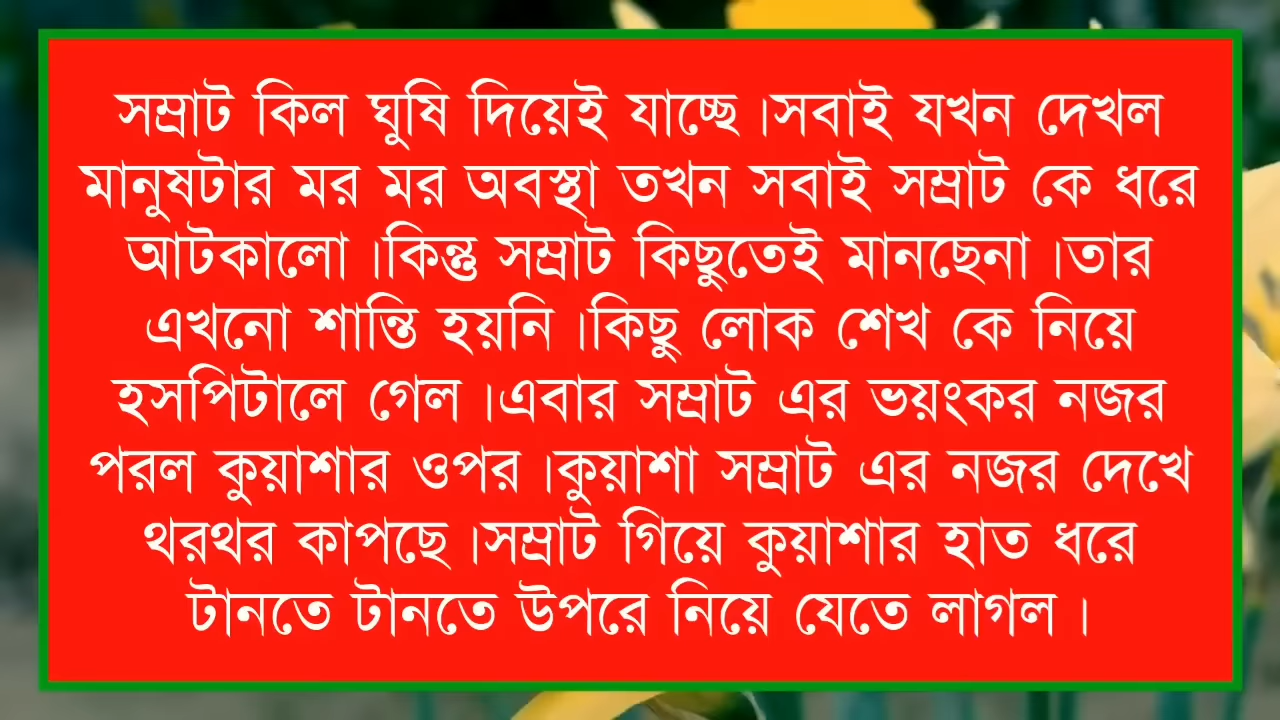 সম্রাট কিল ঘুষি দিয়েই যাচ্ছে ।সবাই যখন দেখল
মানুষটার মর মর অবস্থা তখন সবাই সম্রাট কে ধরে
আটকালো ।কিন্তু সম্রাট কিছুতেই মানছেনা ।তার
এখনো শান্তি হয়নি ।কিছু লোক শেখ কে নিয়ে
হসপিটালে গেল ।এবার সম্রাট এর ভয়ংকর নজর
পরল কুয়াশার ওপর ।কুয়াশা সম্রাট এর নজর দেখে
থরথর কাপছে ।সম্রাট গিয়ে কুয়াশার হাত ধরে
টানতে টানতে উপরে নিয়ে যেতে লাগল ।